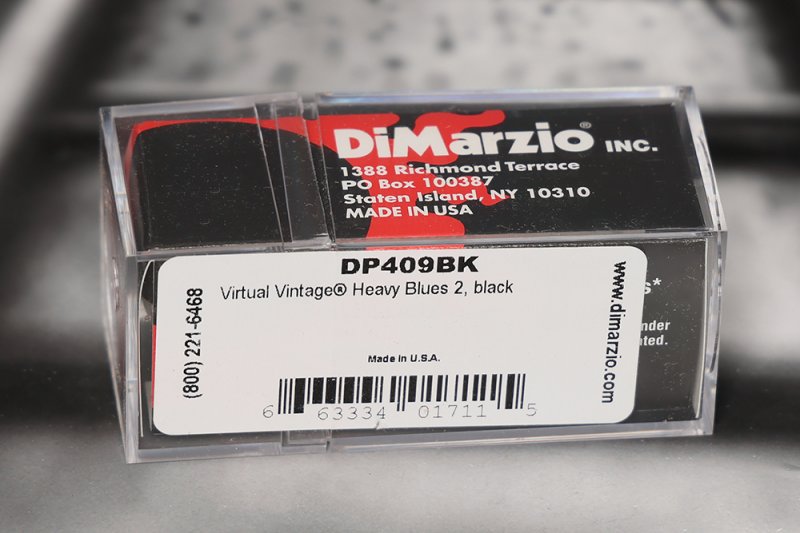 DiMarzio® INC.
1388 Richmond Terrace
PO Box 100387
Staten Island, NY 10310
MADE IN USA
DP409BK
Virtual Vintage® Heavy Blues 2, black
(800) 221-6468
www.dimarzio.com
Made in U.S.A.
6 63334 01711 5